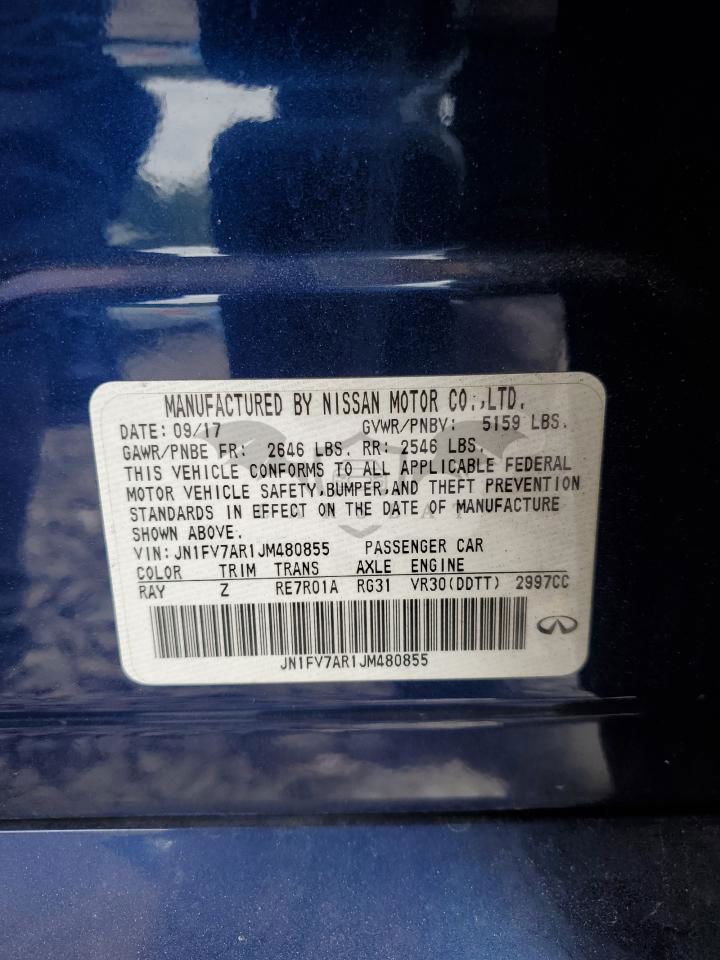 MANUFACTURED BY NISSAN MOTOR CO.,LTD.
DATE: 09/17 GVWR/PNBV: 5159 LBS.
GAWR/PNBE FR: 2646 LBS. RR: 2546 LBS.
THIS VEHICLE CONFORMS TO ALL APPLICABLE FEDERAL
MOTOR VEHICLE SAFETY,BUMPER,AND THEFT PREVENTION
STANDARDS IN EFFECT ON THE DATE OF MANUFACTURE
SHOWN ABOVE.
VIN: JN1FV7AR1JM480855 PASSENGER CAR
COLOR TRIM TRANS AXLE ENGINE
RAY Z RE7R01A RG31 VR30(DDTT) 2997CC
JN1FV7AR1JM480855